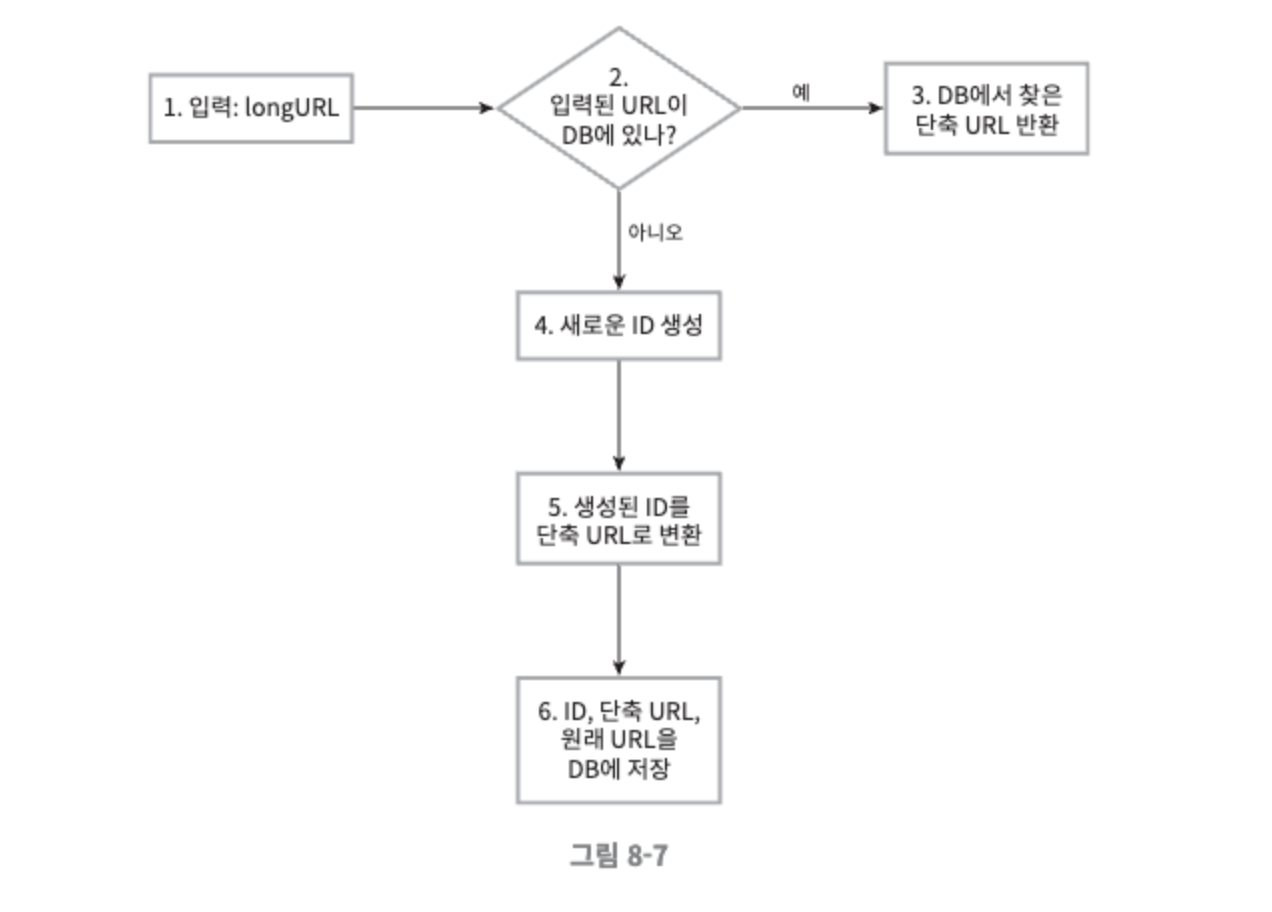 1. 입력: longURL
2.
입력된 URL이
DB에 있나?
예
3. DB에서 찾은
단축 URL 반환
아니오
4. 새로운 ID 생성
5. 생성된 ID를
단축 URL로 변환
6. ID, 단축 URL,
원래 URL을
DB에 저장
그림 8-7